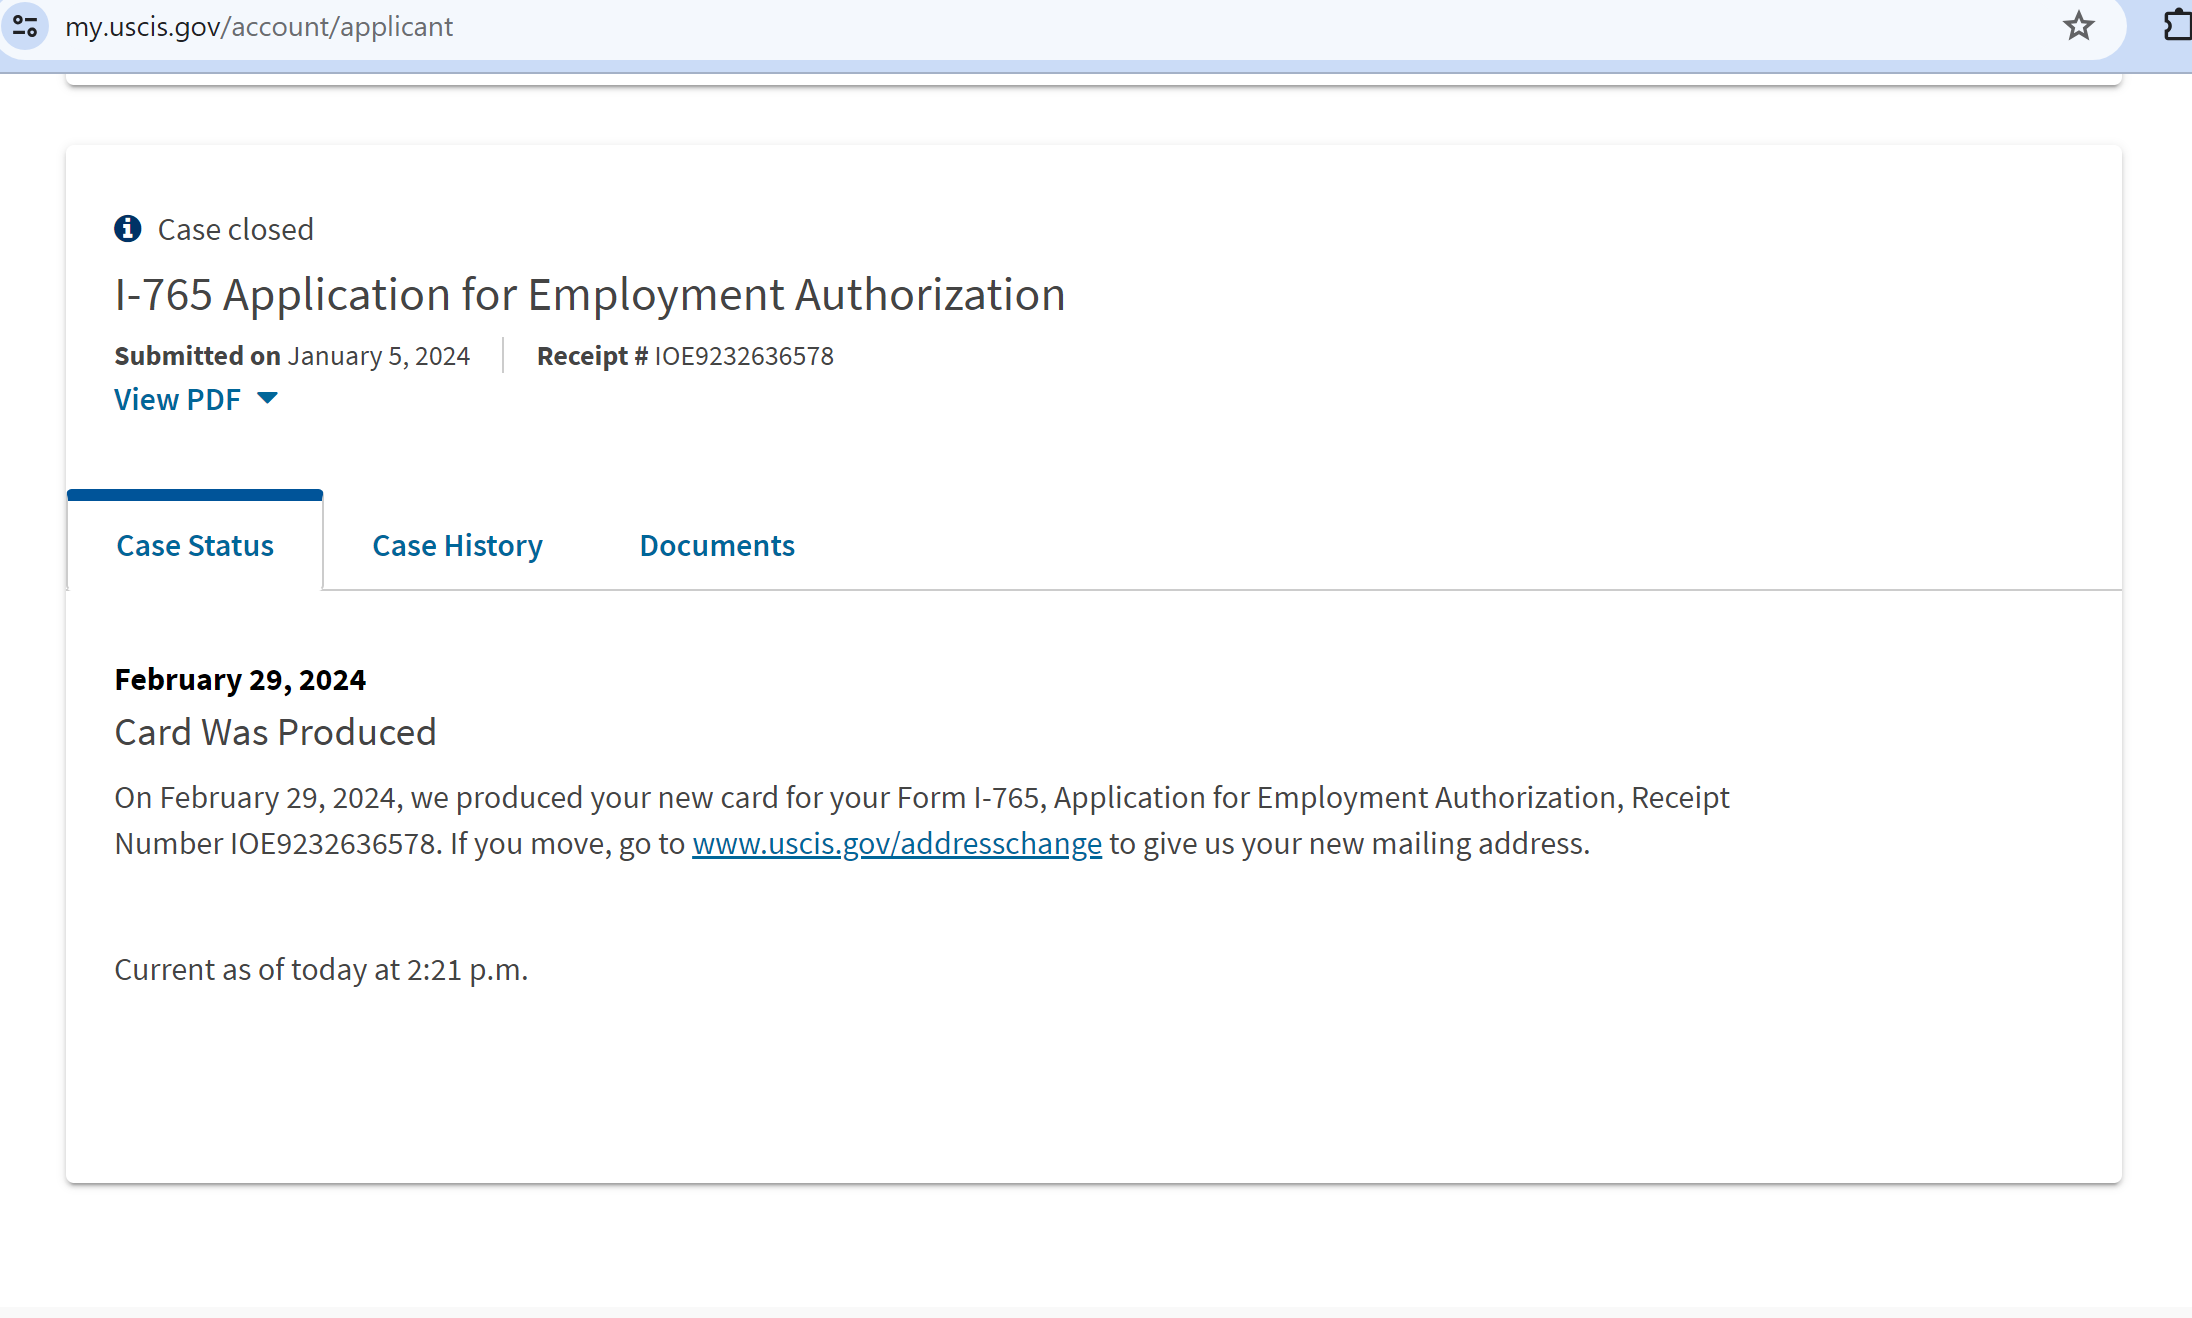 my.uscis.gov/account/applicant
Case closed
I-765 Application for Employment Authorization
Submitted on January 5, 2024 Receipt # IOE9232636578
View PDF
Case Status Case History Documents
February 29, 2024
Card Was Produced
On February 29, 2024, we produced your new card for your Form I-765, Application for Employment Authorization, Receipt
Number IOE9232636578. If you move, go to www.uscis.gov/addresschange to give us your new mailing address.
Current as of today at 2:21 p.m.